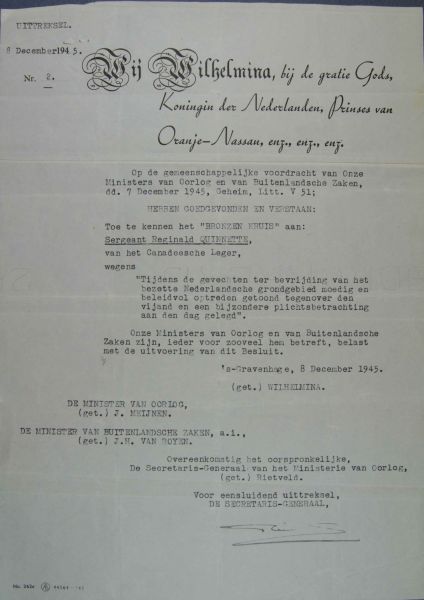 UITTREKSEL.
8 December 1945.
Nr. 2.
Wij Wilhelmina, bij de gratie Gods,
Koningin der Nederlanden, Prinses van
Oranje-Nassau, enz., enz., enz.
Op de gemeenschappelijke voordracht van Onze
Ministers van Oorlog en van Buitenlandsche Zaken,
dd. 7 December 1945, Geheim, Litt. V 51;
HEBBEN GOEDGEVONDEN EN VERSTAAN:
Toe te kennen het "BRONZEN KRUIS" aan:
Sergeant Reginald QUINNETTE,
van het Canadeesche Leger,
wegens
"Tijdens de gevechten ter bevrijding van het
bezette Nederlandsche grondgebied moedig en
beleidvol optreden getoond tegenover den
vijand en een bijzondere plichtsbetrachting
aan den dag gelegd".
Onze Ministers van Oorlog en van Buitenlandsche
Zaken zijn, ieder voor zooveel hem betreft, belast
met de uitvoering van dit Besluit.
's-Gravenhage, 8 December 1945.
(get.) WILHELMINA.
DE MINISTER VAN OORLOG,
(get.) J. MEIJNEN.
DE MINISTER VAN BUITENLANDSCHE ZAKEN, a.i.,
(get.) J.H. VAN ROYEN.
Overeenkomstig het oorspronkelijke,
De Secretaris-Generaal van het Ministerie van Oorlog,
(get.) Rietveld.
Voor eensluidend uittreksel,
DE SECRETARIS-GENERAAL,